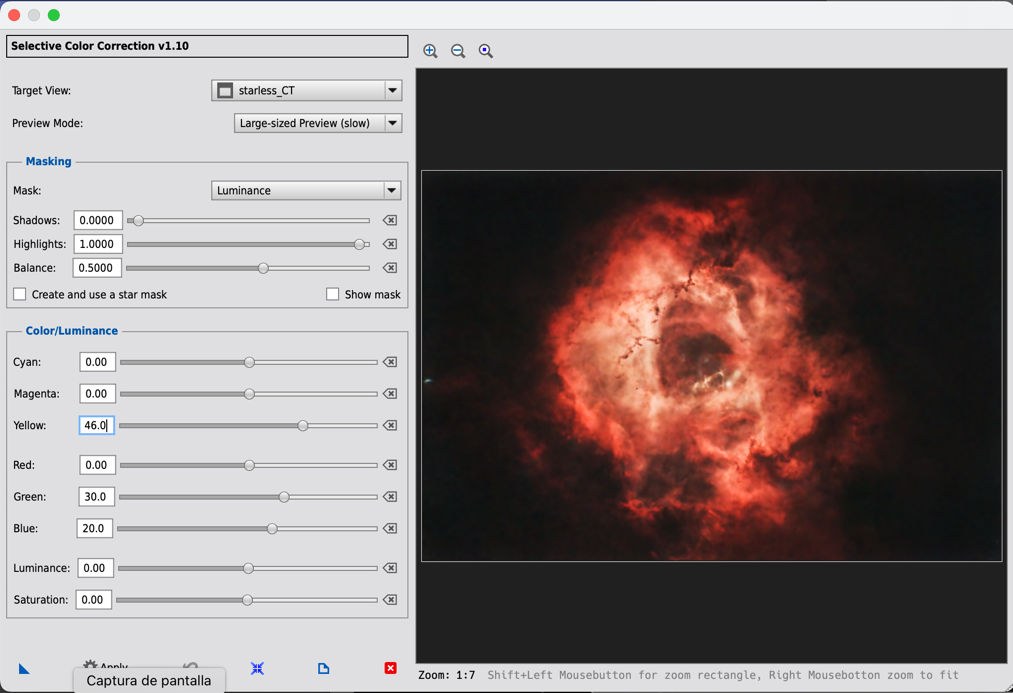 Selective Color Correction v1.10
Target View: starless_CT
Preview Mode: Large-sized Preview (slow)
Masking
Mask: Luminance
Shadows: 0.0000
Highlights: 1.0000
Balance: 0.5000
Create and use a star mask Show mask
Color/Luminance
Cyan: 0.00
Magenta: 0.00
Yellow: 46.0
Red: 0.00
Green: 30.0
Blue: 20.0
Luminance: 0.00
Saturation: 0.00
Apply
Captura de pantalla
Zoom: 1:7 Shift+Left Mousebutton for zoom rectangle, Right Mousebotton zoom to fit